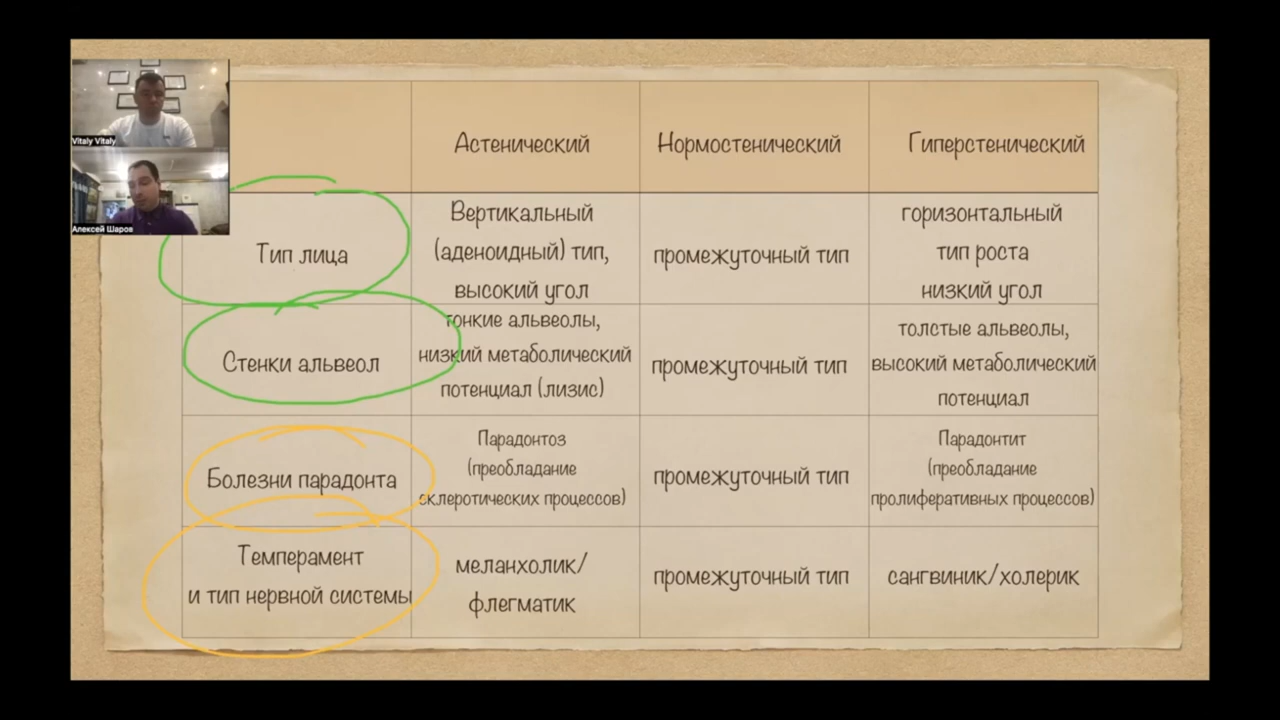 Vitaly Vitaly
Алексей Шаров
Астенический
Нормостенический
Гиперстенический
Тип лица
Вертикальный
(аденоидный) тип,
высокий угол
промежуточный тип
горизонтальный
тип роста
низкий угол
Стенки альвеол
тонкие альвеолы,
низкий метаболический
потенциал (лизис)
промежуточный тип
толстые альвеолы,
высокий метаболический
потенциал
Болезни парадонта
Парадонтоз
(преобладание
склеротических процессов)
промежуточный тип
Парадонтит
(преобладание
пролиферативных процессов)
Темперамент
и тип нервной системы
меланхолик/
флегматик
промежуточный тип
сангвиник/холерик